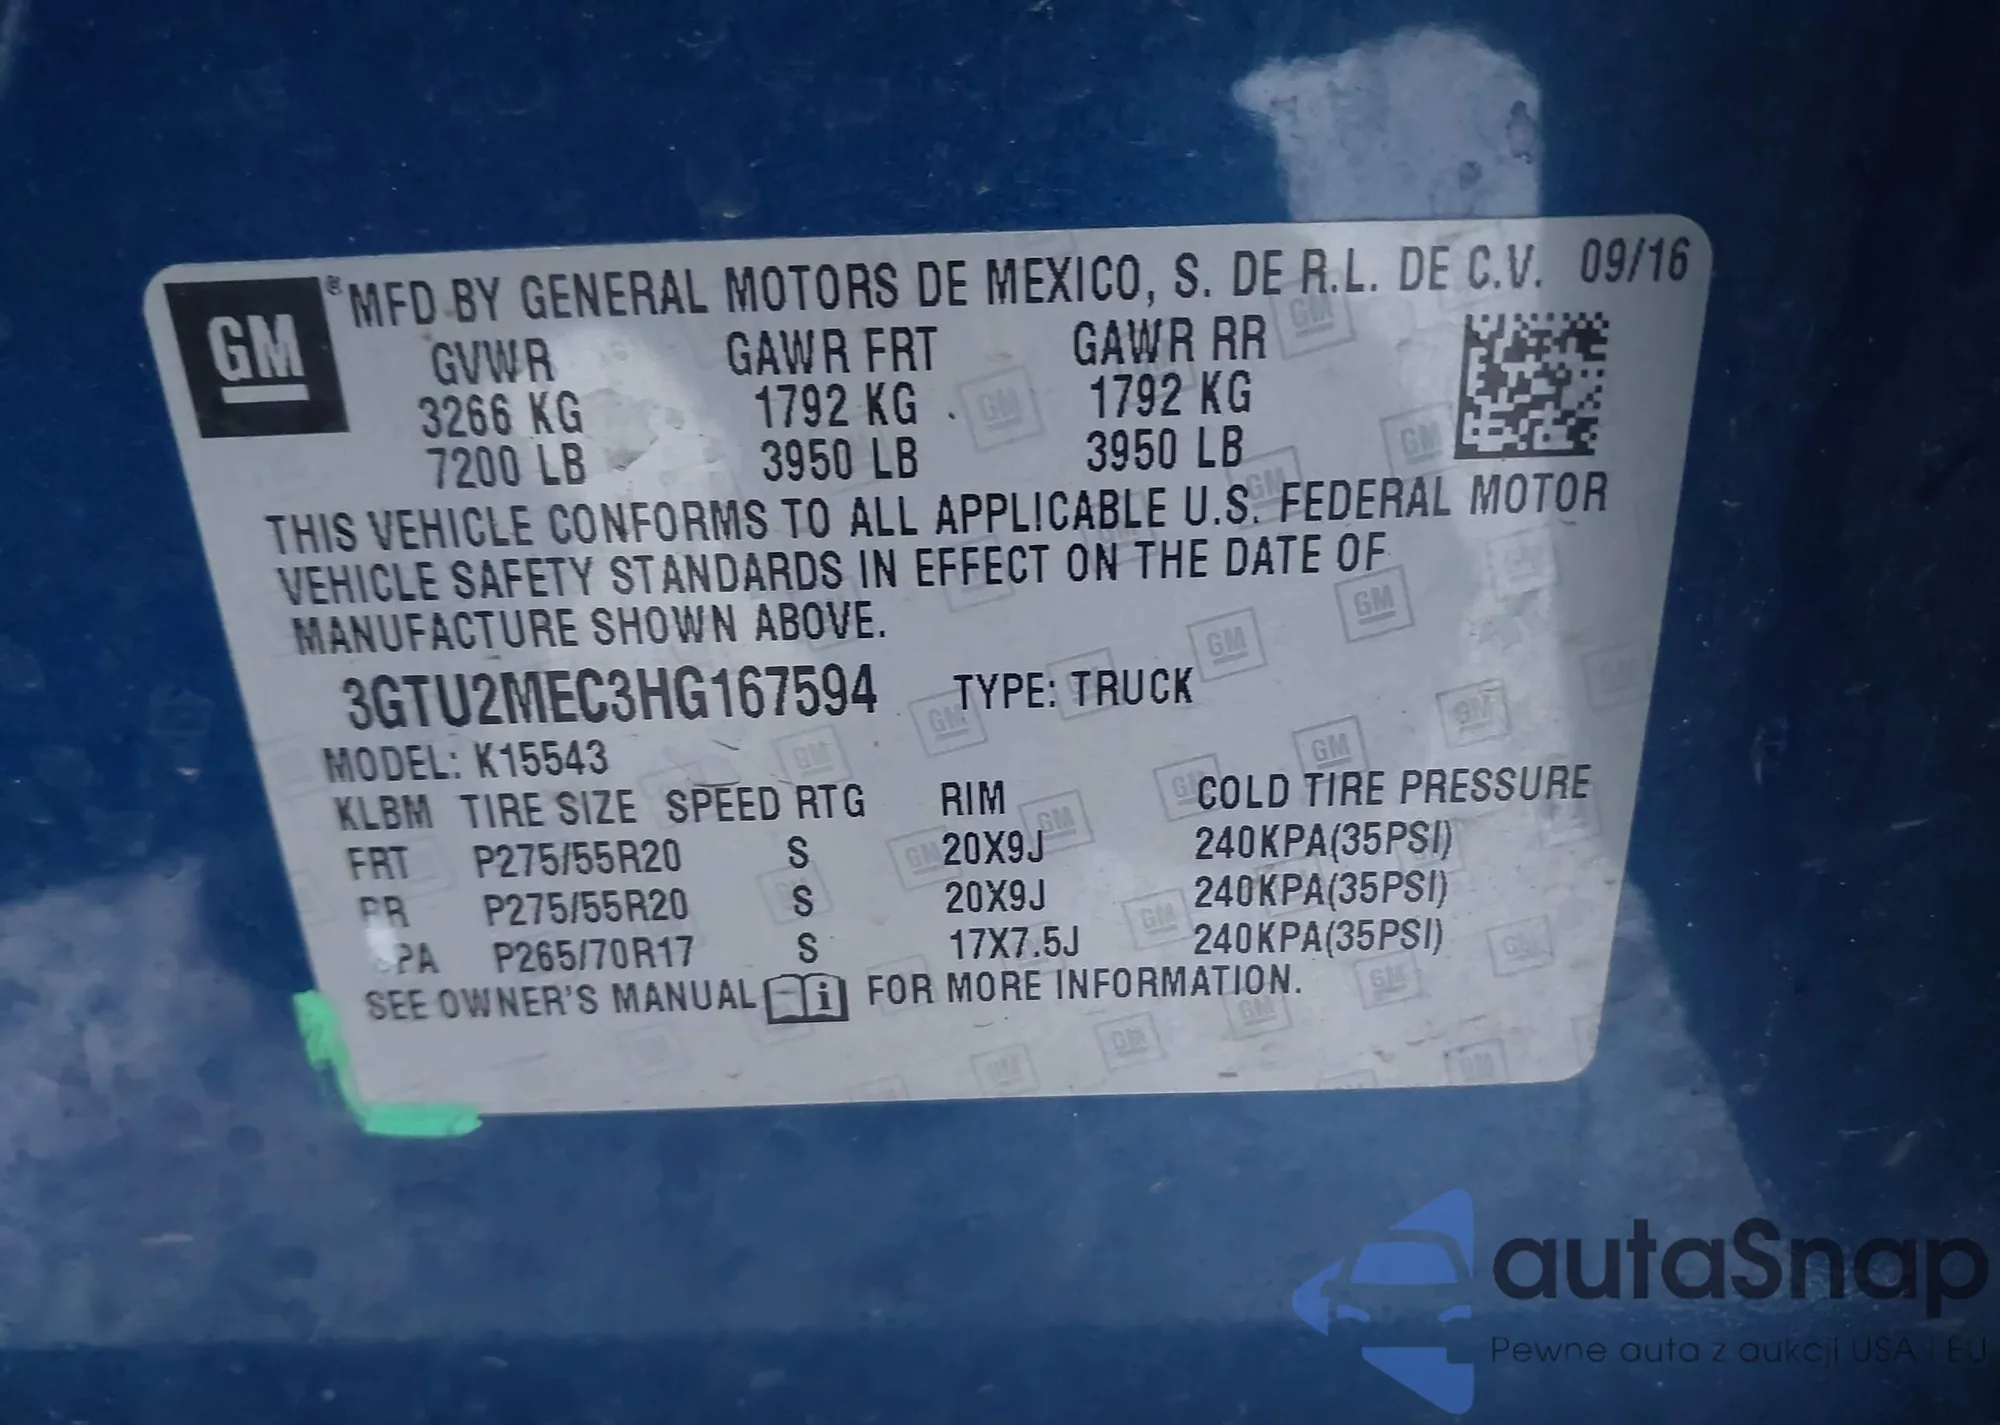 GM ® MFD BY GENERAL MOTORS DE MEXICO, S. DE R.L. DE C.V. 09/16
GVWR GAWR FRT GAWR RR
3266 KG 1792 KG 1792 KG
7200 LB 3950 LB 3950 LB
THIS VEHICLE CONFORMS TO ALL APPLICABLE U.S. FEDERAL MOTOR
VEHICLE SAFETY STANDARDS IN EFFECT ON THE DATE OF
MANUFACTURE SHOWN ABOVE.
3GTU2MEC3HG167594 TYPE: TRUCK
MODEL: K15543
KLBM TIRE SIZE SPEED RTG RIM COLD TIRE PRESSURE
FRT P275/55R20 S 20X9J 240KPA(35PSI)
RR P275/55R20 S 20X9J 240KPA(35PSI)
SPA P265/70R17 S 17X7.5J 240KPA(35PSI)
SEE OWNER'S MANUAL i FOR MORE INFORMATION.
autaSnap
Pewne auta z aukcji USA i EU